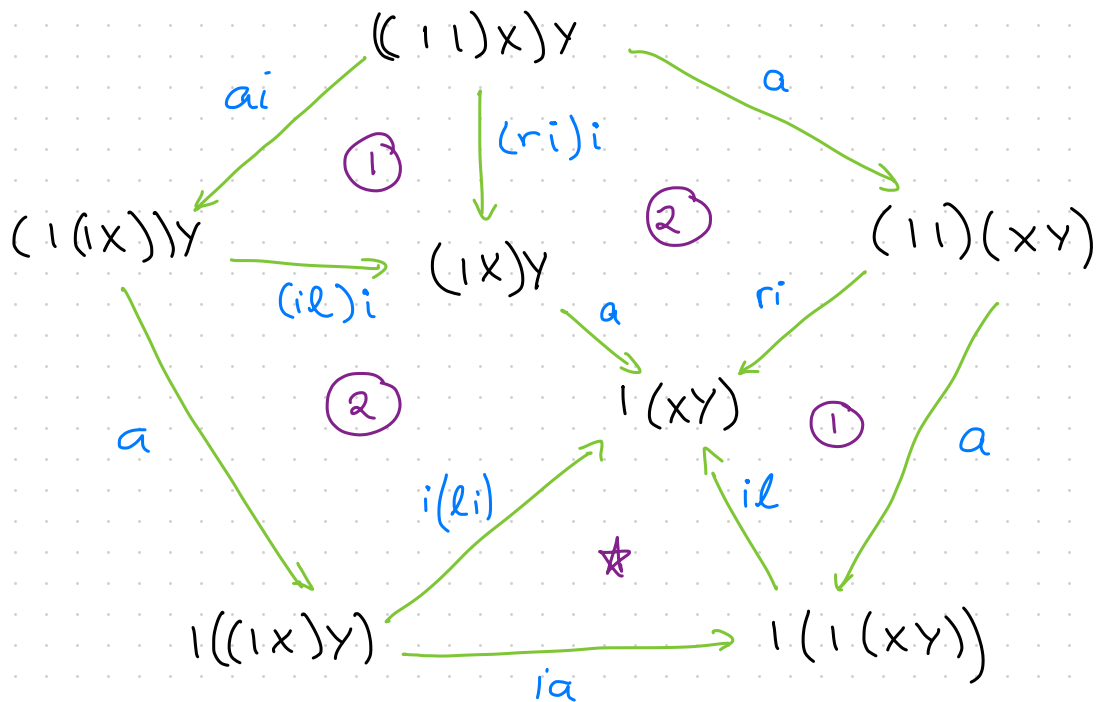 ((11)X)Y
ai
a
(ri)i
1
2
(1(1X))Y
(1X)Y
(11)(XY)
(il)i
a
ri
1(XY)
2
1
a
a
i(li)
il
1((1X)Y)
1(1(XY))
ia